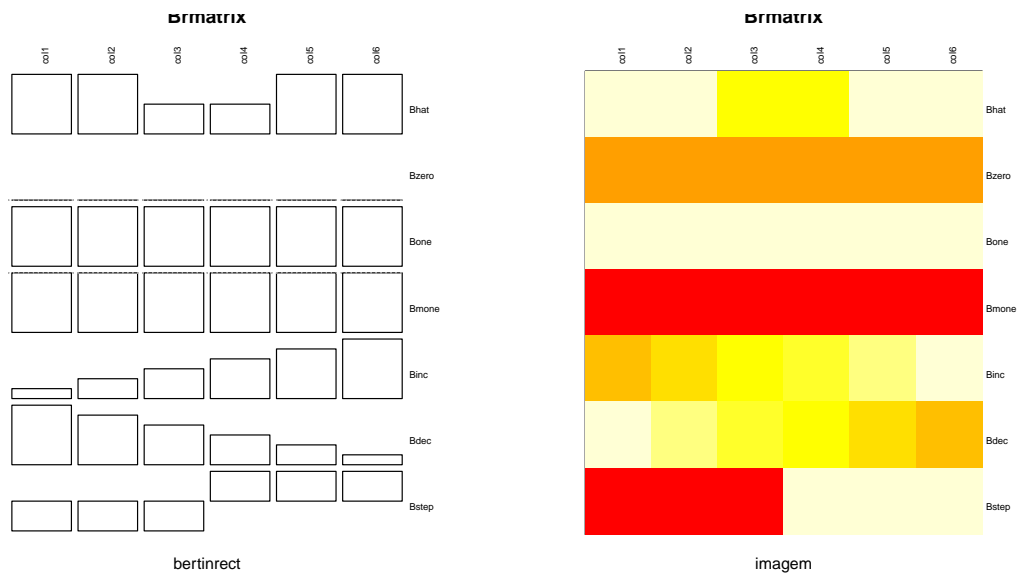 Brmatrix
col1 col2 col3 col4 col5 col6
Bhat
Bzero
Bone
Bmone
Binc
Bdec
Bstep
bertinrect
Brmatrix
col1 col2 col3 col4 col5 col6
Bhat
Bzero
Bone
Bmone
Binc
Bdec
Bstep
imagem